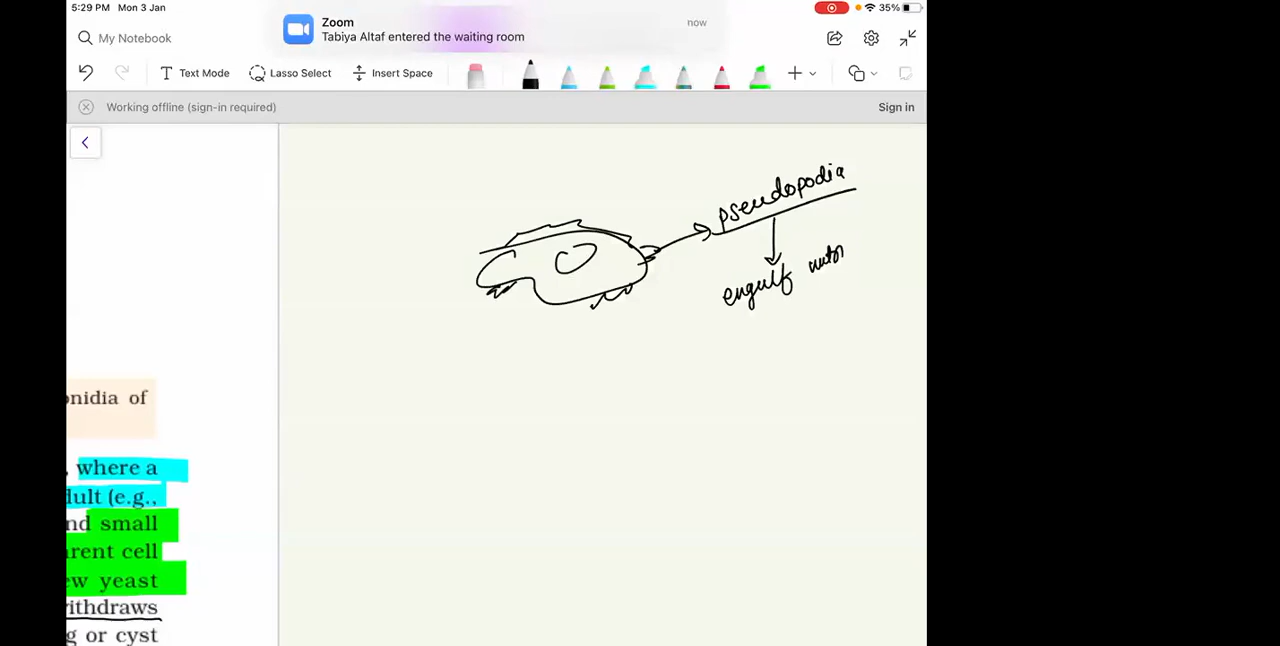 5:29 PM Mon 3 Jan
35%
Zoom
now
Tabiya Altaf entered the waiting room
My Notebook
Text Mode
Lasso Select
Insert Space
Working offline (sign-in required)
Sign in
pseudopodia
engulf
onidia of
, where a
dult (e.g.,
nd small
arent cell
ew yeast
ithdraws
g or cyst